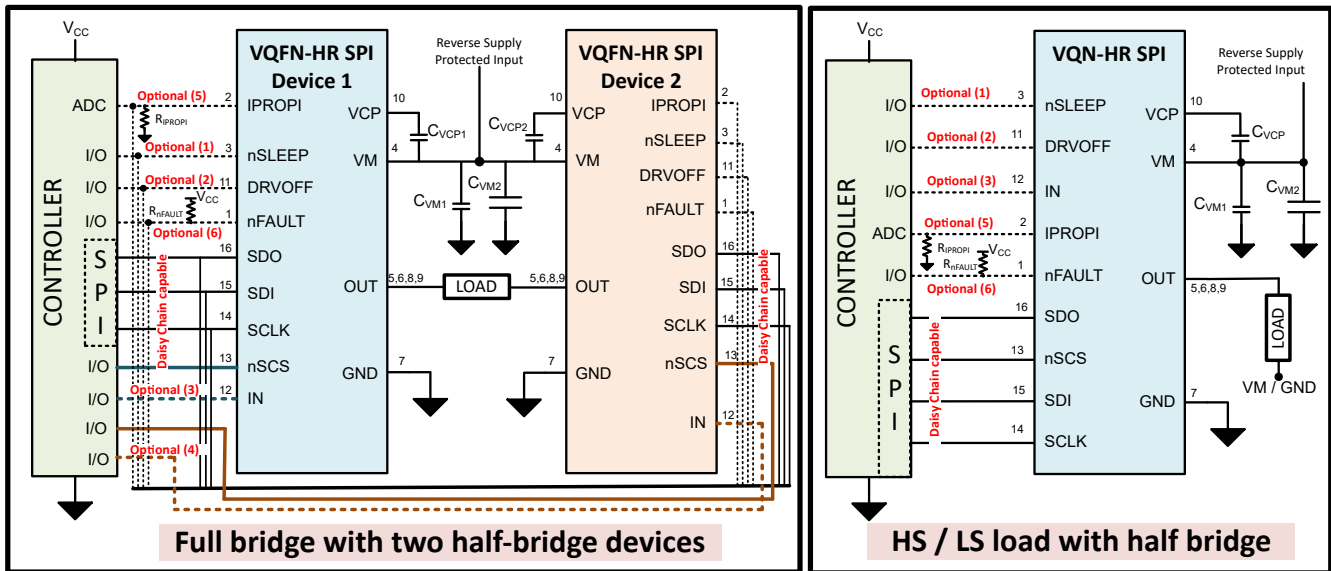 VCC
CONTROLLER
ADC
I/O
I/O
I/O
S P I
I/O
I/O
I/O
I/O
Optional (5)
RIPROPI
Optional (1)
Optional (2)
VCC
RnFAULT
Optional (6)
Daisy Chain capable
Optional (3)
Optional (4)
VQFN-HR SPI
Device 1
2 IPROPI
3 nSLEEP
11 DRVOFF
1 nFAULT
16 SDO
15 SDI
14 SCLK
13 nSCS
12 IN
VCP 10
VM 4
OUT 5,6,8,9
GND 7
Reverse Supply
Protected Input
CVCP1
CVCP2
CVM1
CVM2
LOAD
VQFN-HR SPI
Device 2
10 VCP
4 VM
5,6,8,9 OUT
7 GND
IPROPI 2
nSLEEP 3
DRVOFF 11
nFAULT 1
SDO 16
SDI 15
SCLK 14
nSCS 13
IN 12
Daisy Chain capable
Full bridge with two half-bridge devices
VCC
CONTROLLER
I/O
I/O
I/O
ADC
I/O
S P I
Optional (1)
Optional (2)
Optional (3)
Optional (5)
RIPROPI
VCC
RnFAULT
Optional (6)
Daisy Chain capable
VQN-HR SPI
3 nSLEEP
11 DRVOFF
12 IN
2 IPROPI
1 nFAULT
16 SDO
13 nSCS
15 SDI
14 SCLK
VCP 10
VM 4
OUT
5,6,8,9
GND 7
Reverse Supply
Protected Input
CVCP
CVM1
CVM2
LOAD
VM / GND
HS / LS load with half bridge